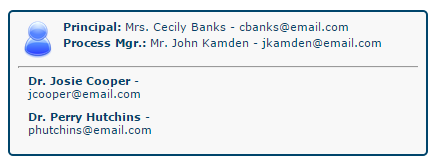 Principal: Mrs. Cecily Banks - cbanks@email.com
Process Mgr.: Mr. John Kamden - jkamden@email.com
Dr. Josie Cooper -
jcooper@email.com
Dr. Perry Hutchins -
phutchins@email.com